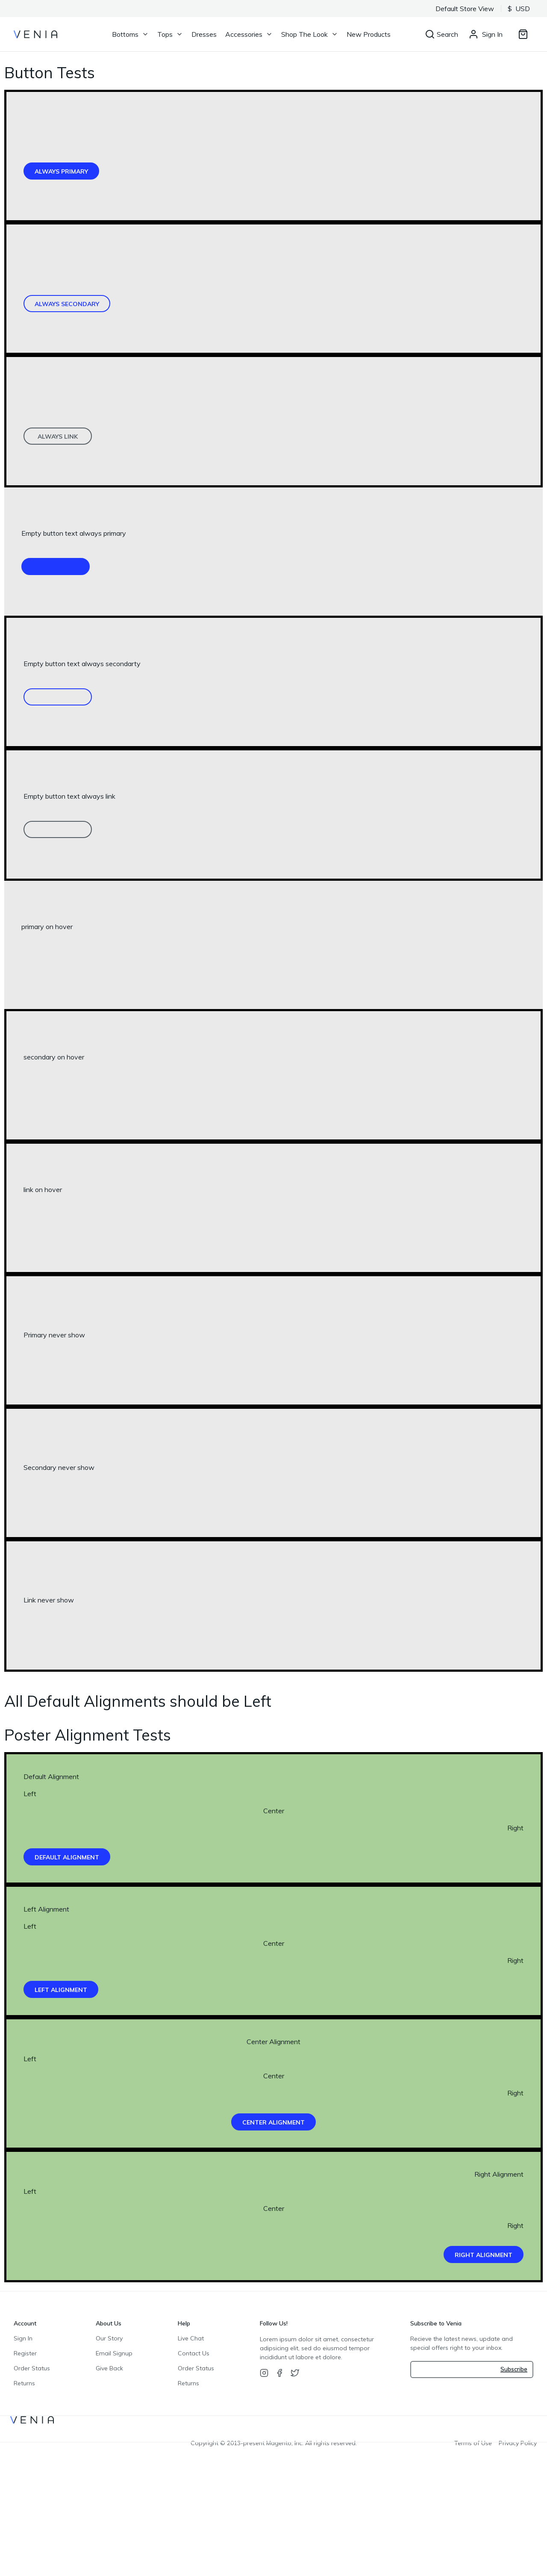 Default Store View $ USD
VENIA Bottoms Tops Dresses Accessories Shop The Look New Products Search Sign In
Button Tests
ALWAYS PRIMARY
ALWAYS SECONDARY
ALWAYS LINK
Empty button text always primary
Empty button text always secondarty
Empty button text always link
primary on hover
secondary on hover
link on hover
Primary never show
Secondary never show
Link never show
All Default Alignments should be Left
Poster Alignment Tests
Default Alignment
Left
Center
Right
DEFAULT ALIGNMENT
Left Alignment
Left
Center
Right
LEFT ALIGNMENT
Center Alignment
Left
Center
Right
CENTER ALIGNMENT
Right Alignment
Left
Center
Right
RIGHT ALIGNMENT
Account
Sign In
Register
Order Status
Returns
About Us
Our Story
Email Signup
Give Back
Help
Live Chat
Contact Us
Order Status
Returns
Follow Us!
Lorem ipsum dolor sit amet, consectetur
adipsicing elit, sed do eiusmod tempor
incididunt ut labore et dolore.
Subscribe to Venia
Recieve the latest news, update and
special offers right to your inbox.
Subscribe
VENIA
Copyright © 2013-present Magento, Inc. All rights reserved.
Terms of Use Privacy Policy